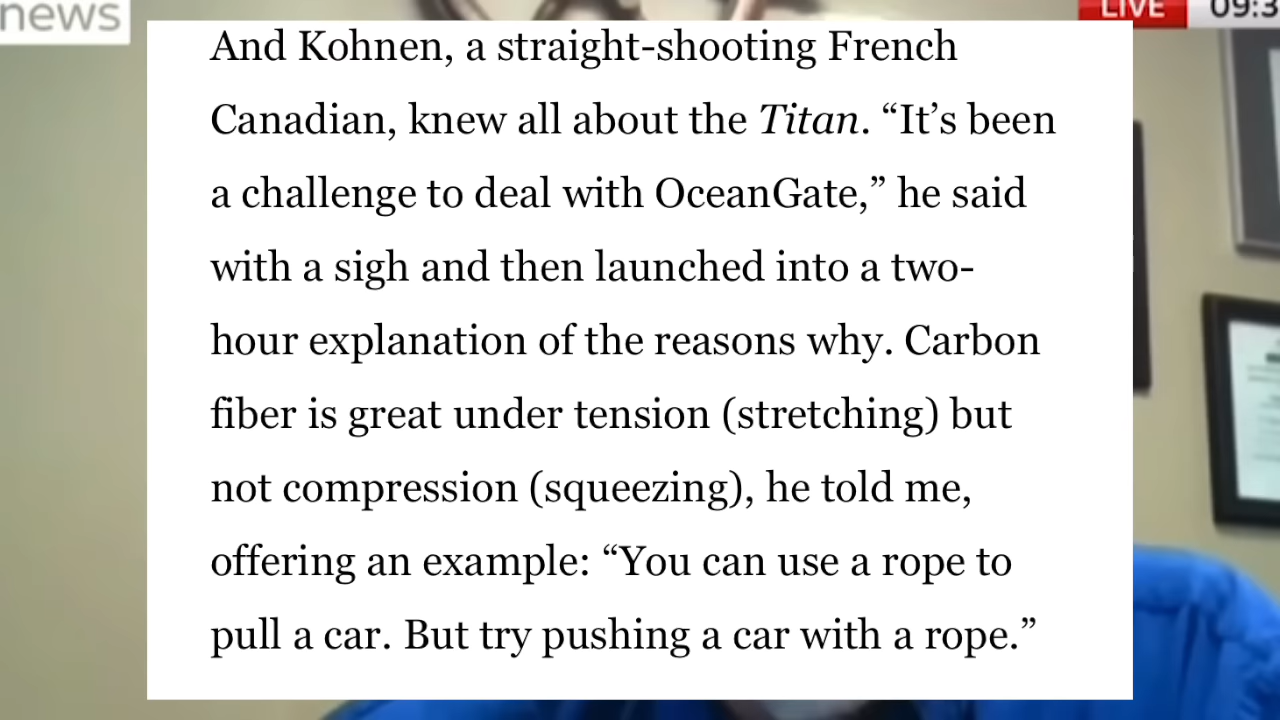 news
LIVE
09:3
And Kohnen, a straight-shooting French
Canadian, knew all about the Titan. “It’s been
a challenge to deal with OceanGate,” he said
with a sigh and then launched into a two-
hour explanation of the reasons why. Carbon
fiber is great under tension (stretching) but
not compression (squeezing), he told me,
offering an example: “You can use a rope to
pull a car. But try pushing a car with a rope.”